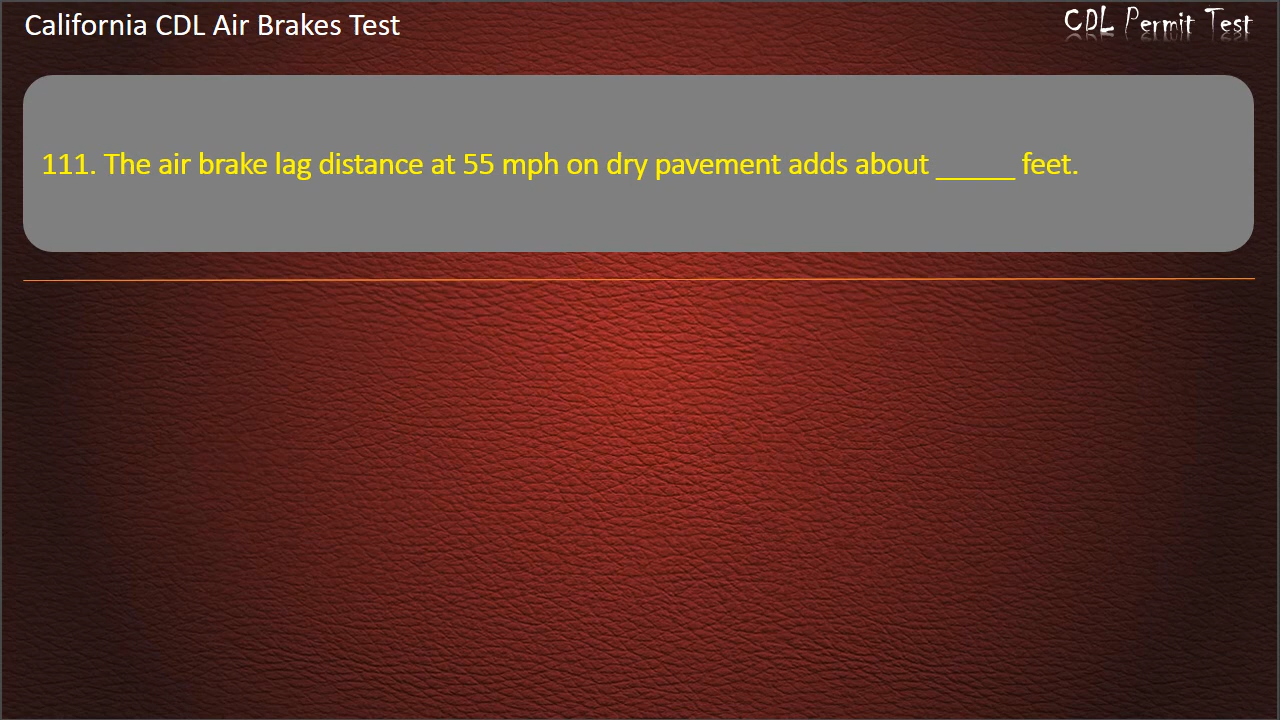 California CDL Air Brakes Test
CDL Permit Test
111. The air brake lag distance at 55 mph on dry pavement adds about _____ feet.